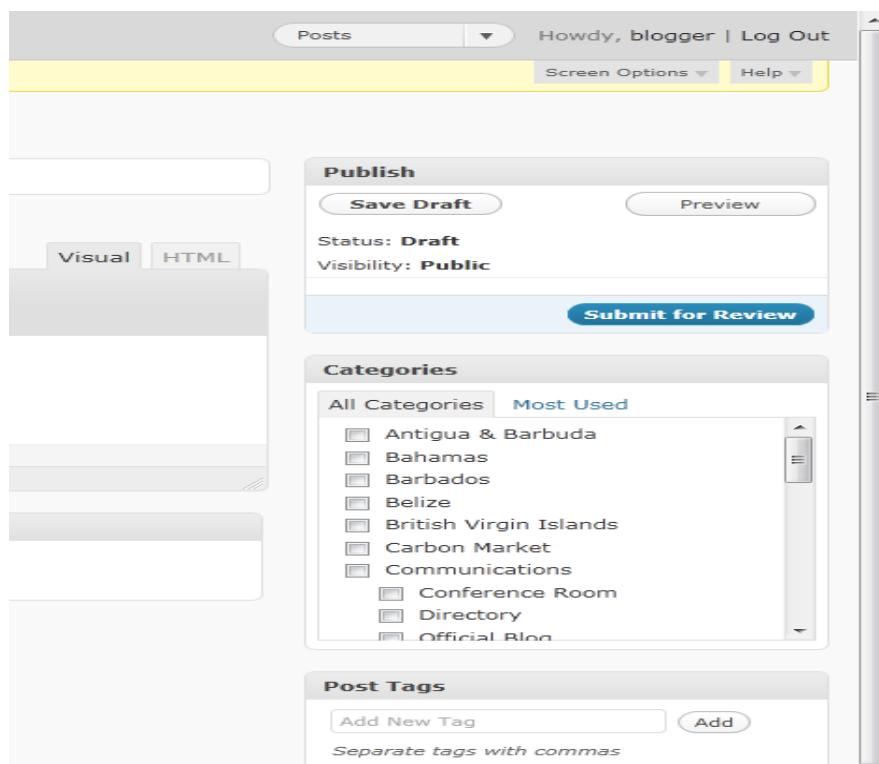 Posts
Howdy, blogger | Log Out
Screen Options
Help
Publish
Save Draft
Preview
Status: Draft
Visibility: Public
Visual
HTML
Submit for Review
Categories
All Categories
Most Used
Antigua & Barbuda
Bahamas
Barbados
Belize
British Virgin Islands
Carbon Market
Communications
Conference Room
Directory
Official Blog
Post Tags
Add New Tag
Add
Separate tags with commas